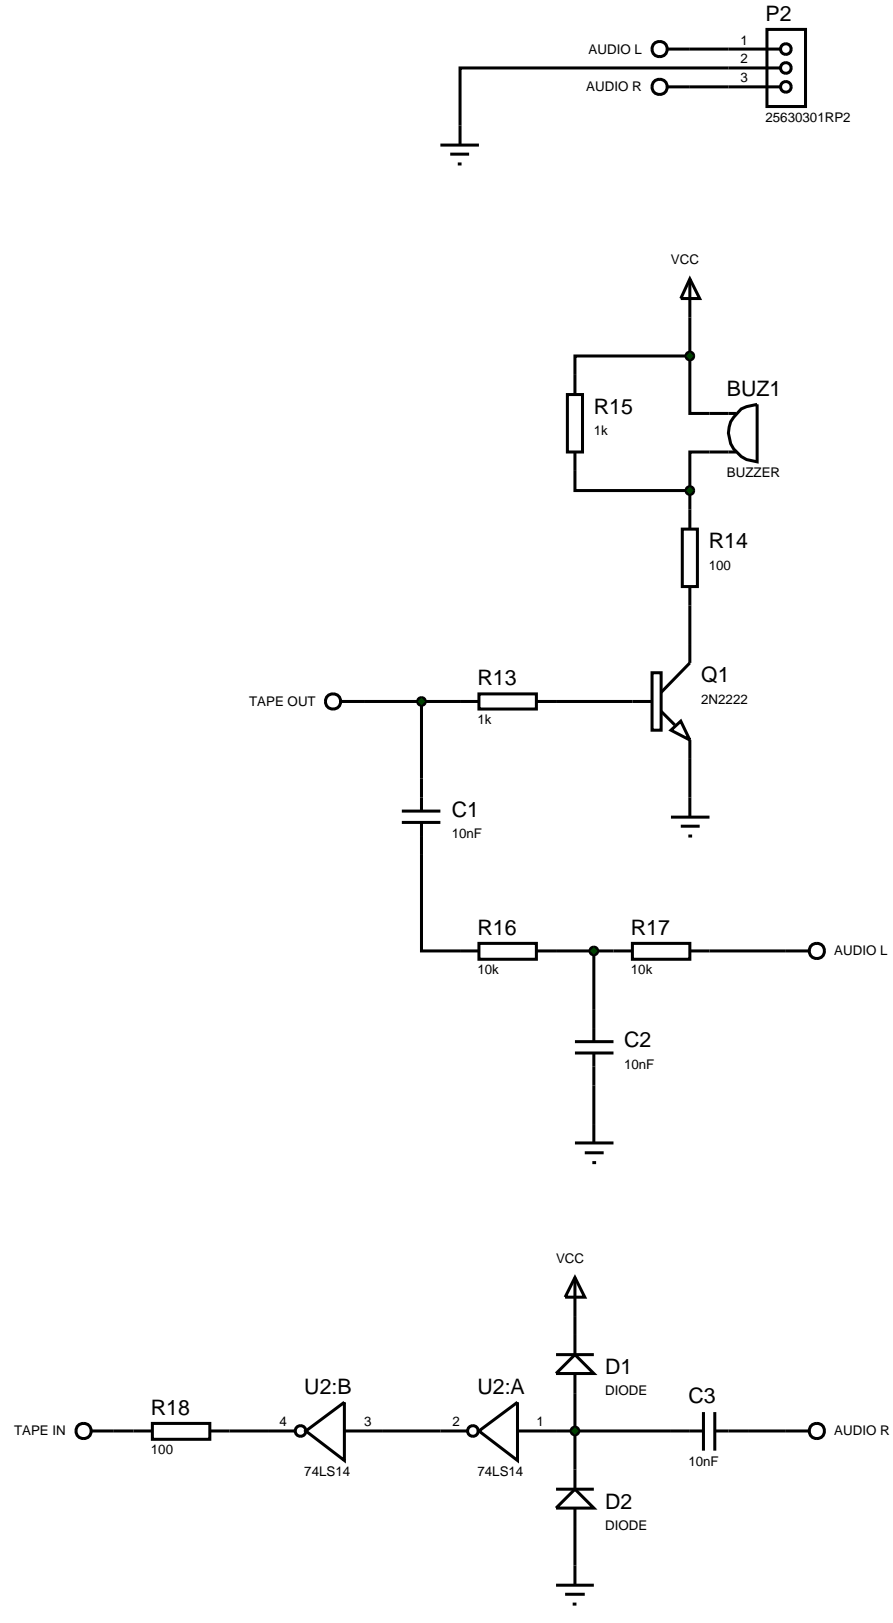 P2
AUDIO L
1
2
AUDIO R
3
25630301RP2
VCC
BUZ1
R15
1k
BUZZER
R14
100
R13
Q1
TAPE OUT
2N2222
1k
C1
10nF
R16
R17
AUDIO L
10k
10k
C2
10nF
VCC
D1
U2:B
U2:A
DIODE
C3
R18
4
3
2
1
TAPE IN
AUDIO R
100
74LS14
74LS14
10nF
D2
DIODE